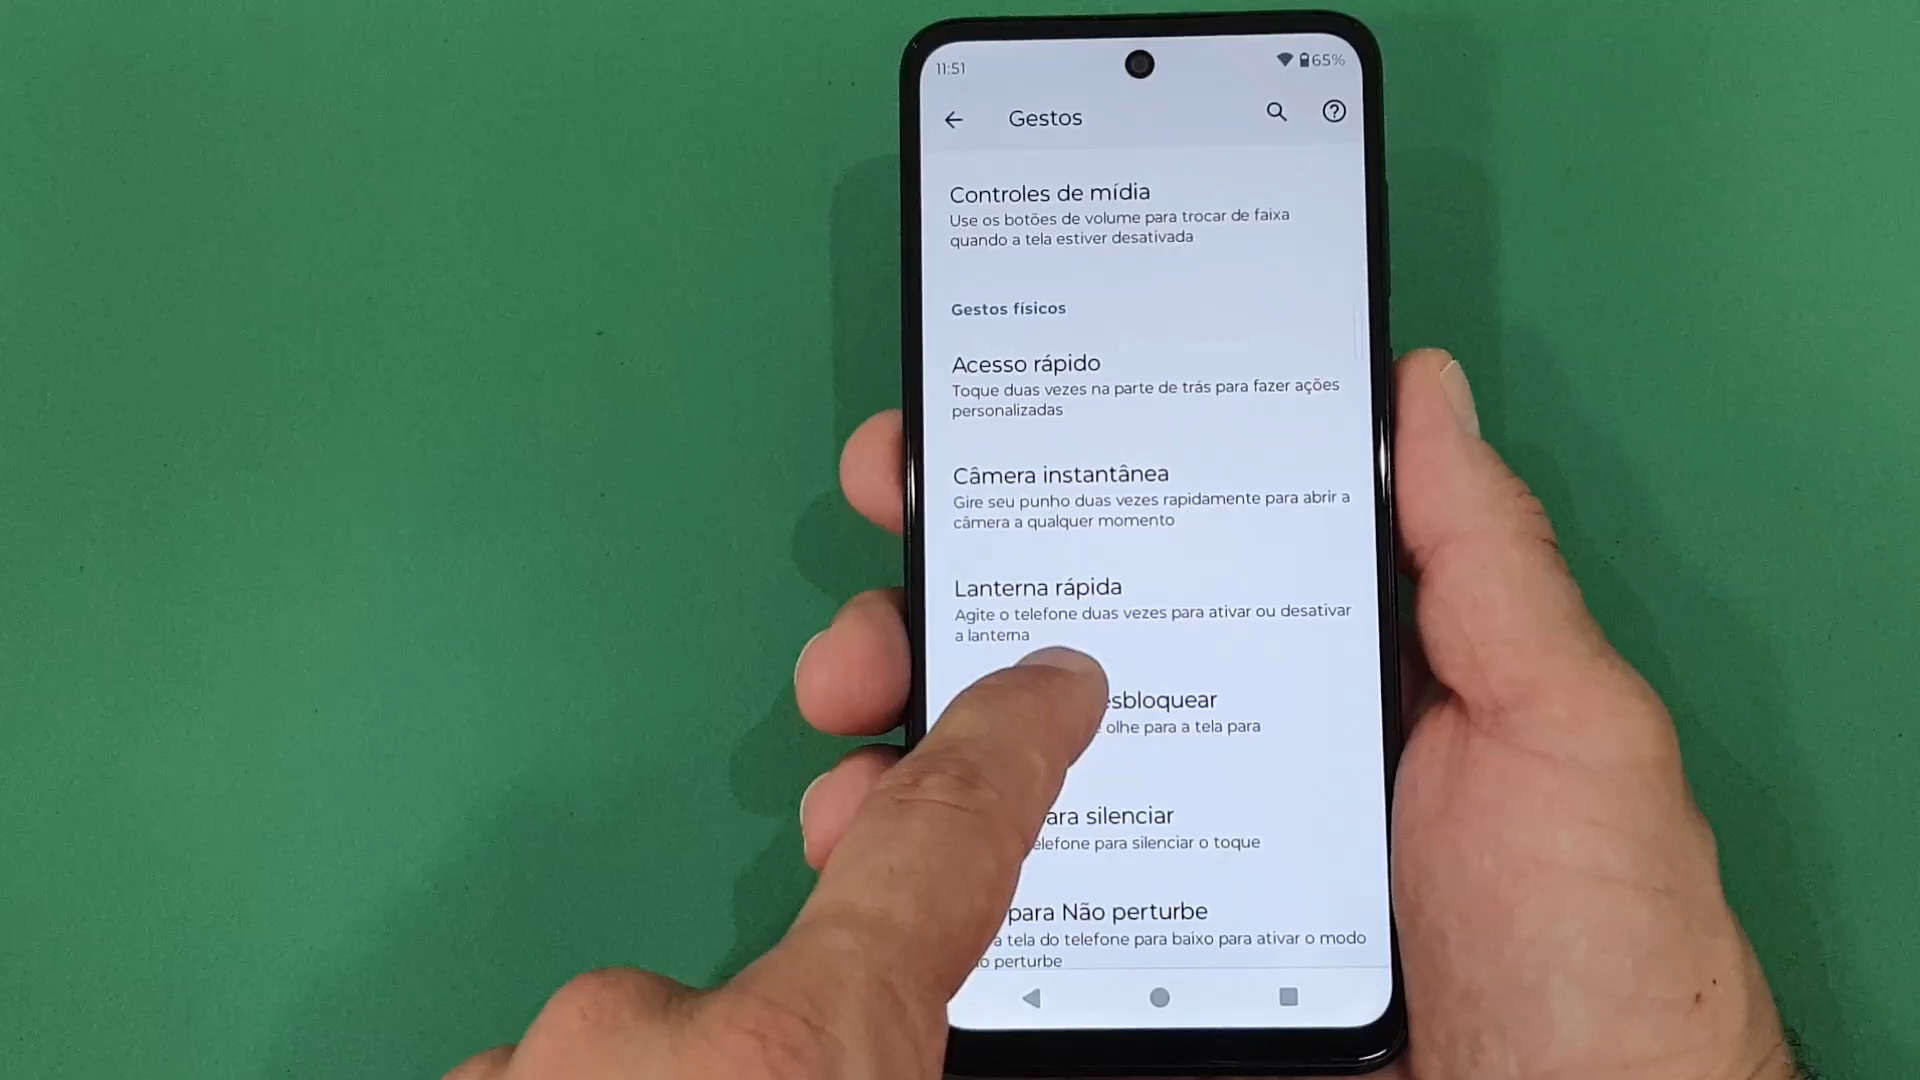 11:51
65%
Gestos
Controles de mídia
Use os botões de volume para trocar de faixa
quando a tela estiver desativada
Gestos físicos
Acesso rápido
Toque duas vezes na parte de trás para fazer ações
personalizadas
Câmera instantânea
Gire seu punho duas vezes rapidamente para abrir a
câmera a qualquer momento
Lanterna rápida
Agite o telefone duas vezes para ativar ou desativar
a lanterna
olhe para a tela para
silenciar
para silenciar o toque
para Não perturbe
a tela do telefone para baixo para ativar o modo
perturbe